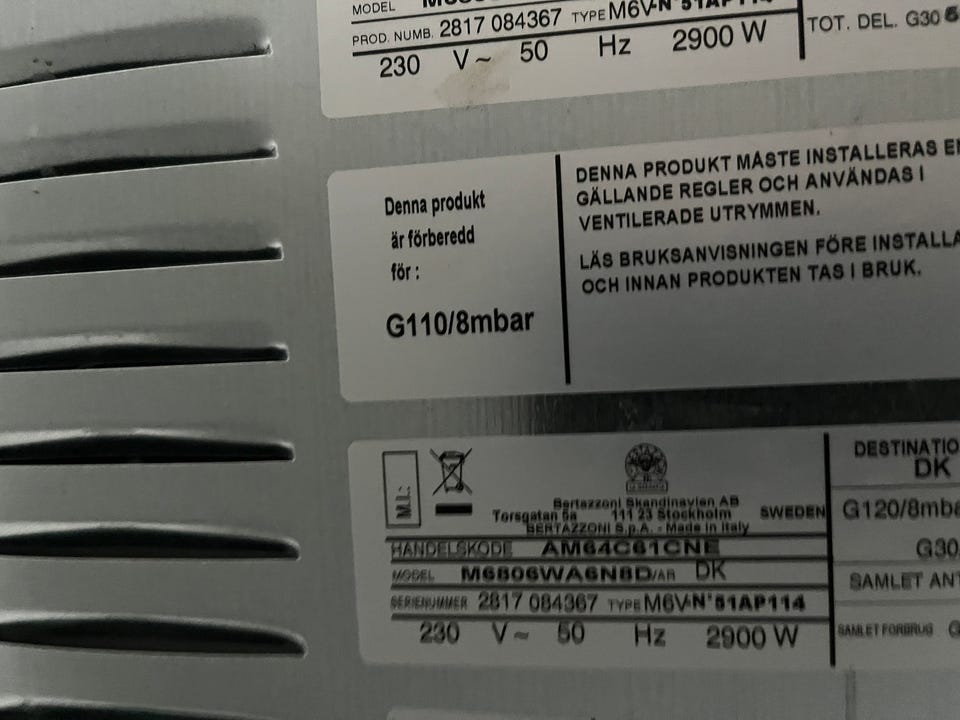 MODEL
PROD. NUMB. 2817 084367 TYPE M6V-N°51AP114
230 V~ 50 Hz 2900 W
TOT. DEL. G30
Denna produkt
är förberedd
för :
G110/8mbar
DENNA PRODUKT MÅSTE INSTALLERAS
GÄLLANDE REGLER OCH ANVÄNDAS I
VENTILERADE UTRYMMEN.
LÄS BRUKSANVISNINGEN FÖRE INSTALLA
OCH INNAN PRODUKTEN TAS I BRUK.
M.I.:
Bertazzoni Skandinavien AB
Torsgatan 5a 111 23 Stockholm SWEDEN
BERTAZZONI S.p.A. - Made in Italy
HANDELSKODE AM64C61CNE
MODEL M6806WA6N8D/AR DK
SERIENUMMER 2817 084367 TYPE M6V-N°51AP114
230 V~ 50 Hz 2900 W
DESTINATIO
DK
G120/8mba
G30
SAMLET ANT
SAMLET FORBRUG